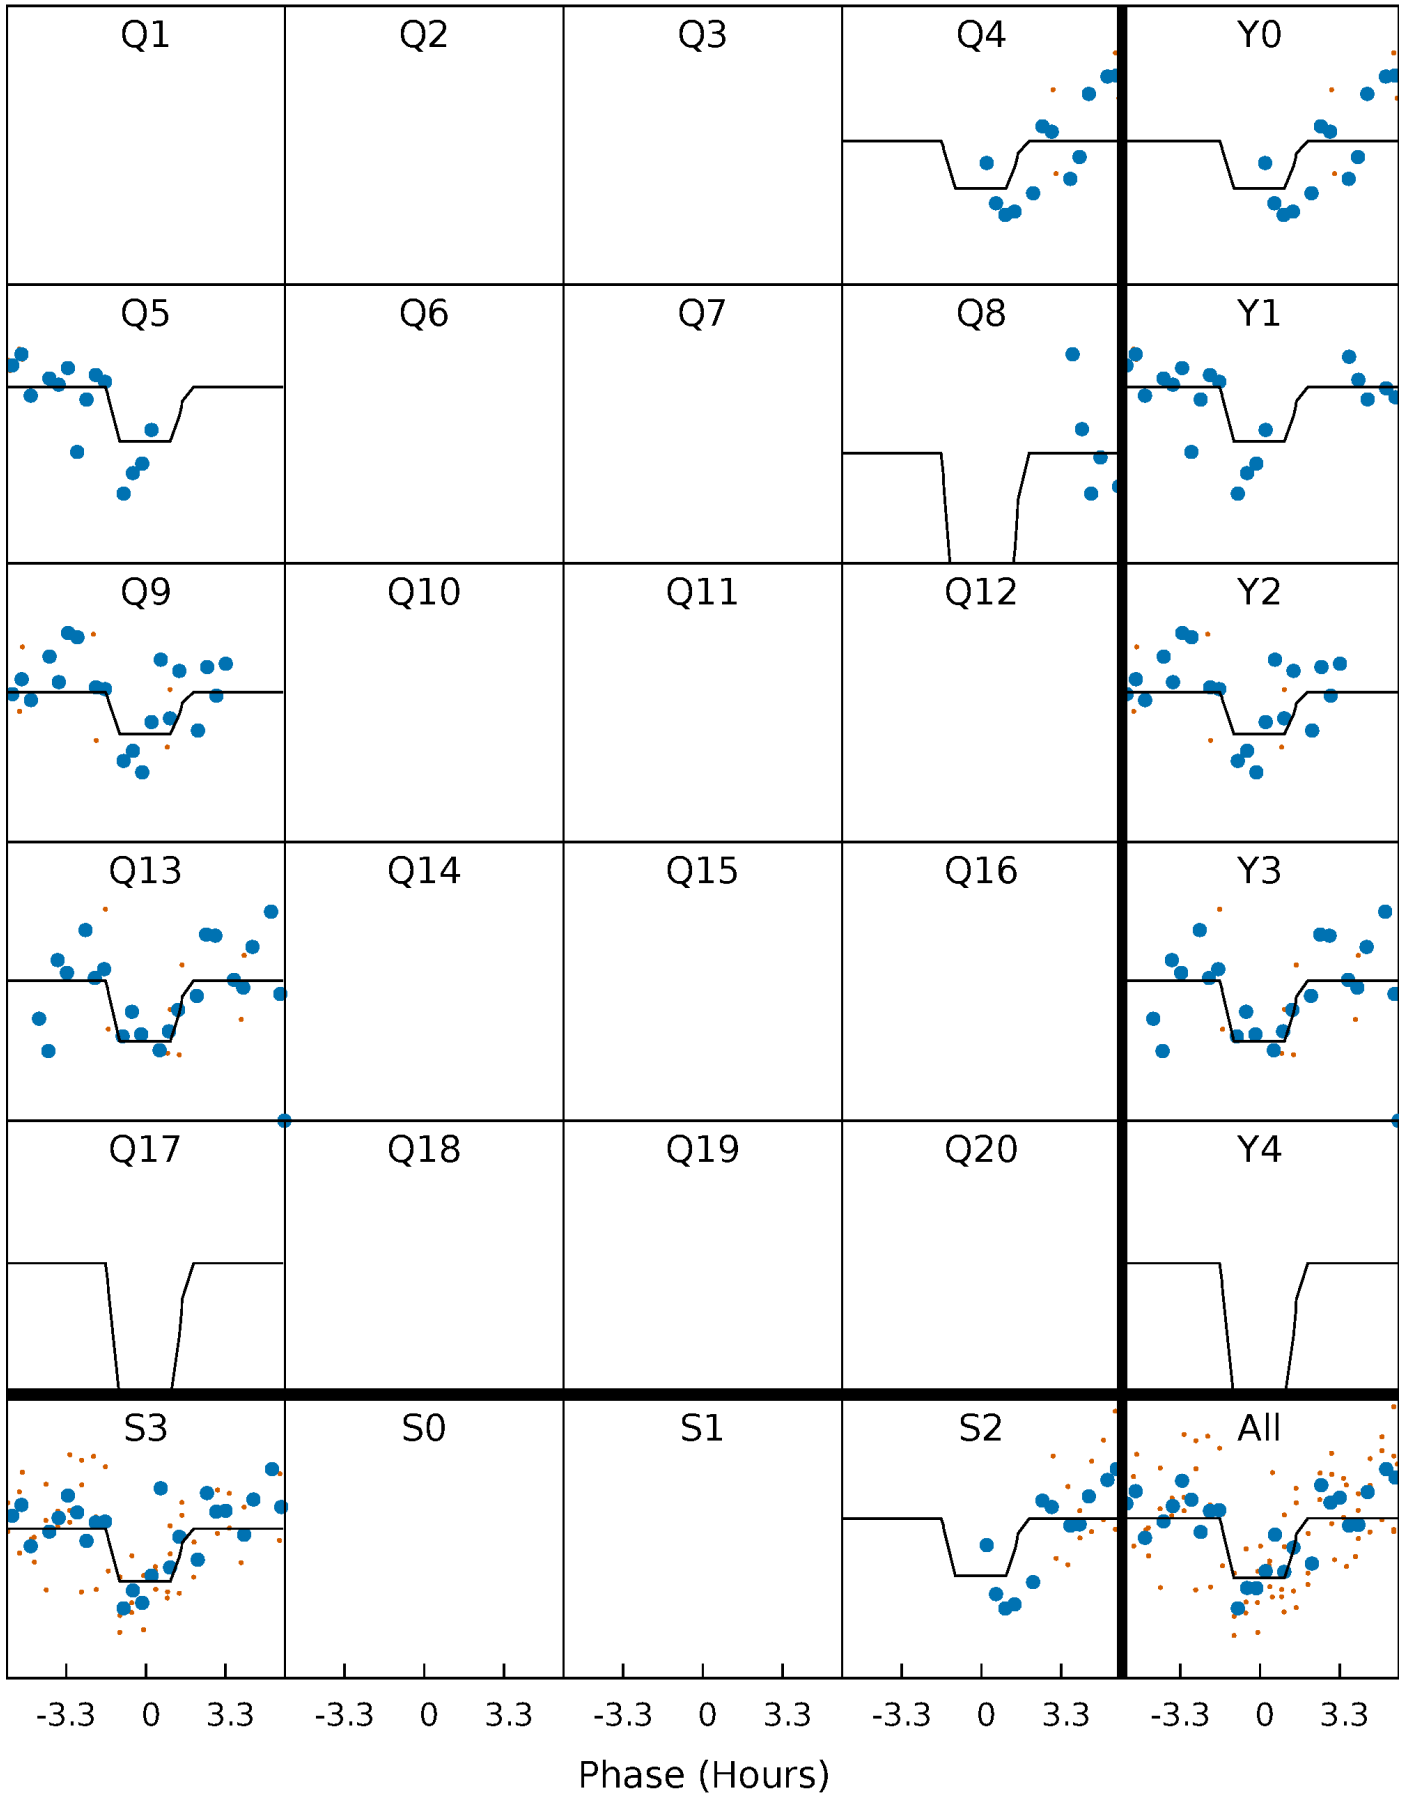 Q1 Q2 Q3 Q4 Y0
Q5 Q6 Q7 Q8 Y1
Q9 Q10 Q11 Q12 Y2
Q13 Q14 Q15 Q16 Y3
Q17 Q18 Q19 Q20 Y4
S3 S0 S1 S2 All
-3.3 0 3.3 -3.3 0 3.3 -3.3 0 3.3 -3.3 0 3.3 -3.3 0 3.3
Phase (Hours)